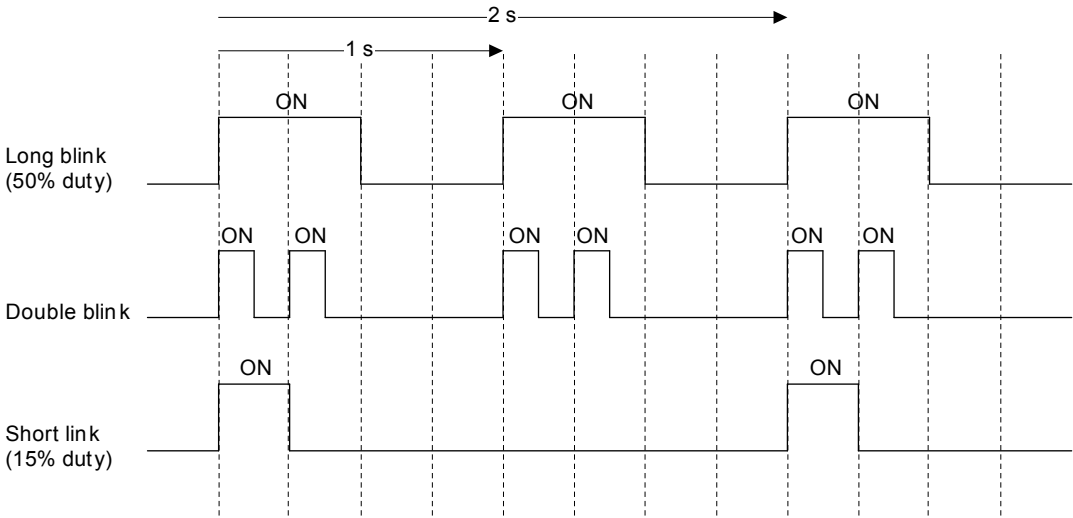 2 s
1 s
ON ON ON
Long blink
(50% duty)
ON ON ON ON ON ON
Double blink
ON ON
Short link
(15% duty)